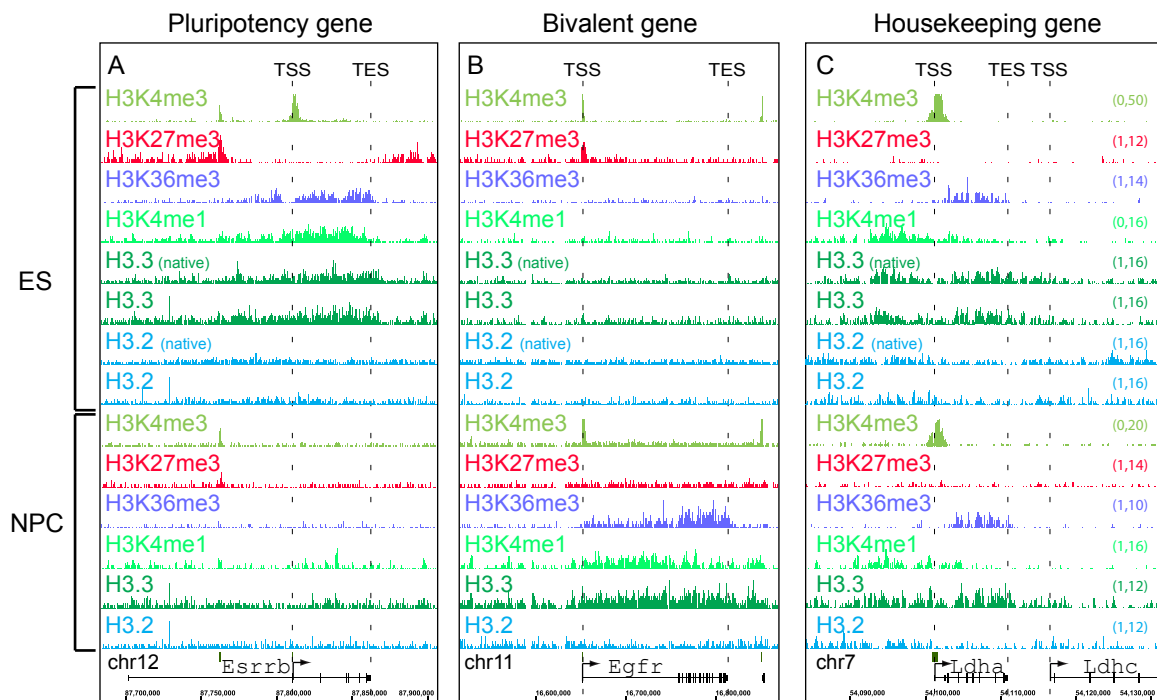 Pluripotency gene Bivalent gene Housekeeping gene
A B C
TSS TES TSS TES TSS TES TSS
ES
H3K4me3 H3K4me3 H3K4me3 (0,50)
H3K27me3 H3K27me3 H3K27me3 (1,12)
H3K36me3 H3K36me3 H3K36me3 (1,14)
H3K4me1 H3K4me1 H3K4me1 (0,16)
H3.3 (native) H3.3 (native) H3.3 (native) (1,16)
H3.3 H3.3 H3.3 (1,16)
H3.2 (native) H3.2 (native) H3.2 (native) (1,16)
H3.2 H3.2 H3.2 (1,16)
NPC
H3K4me3 H3K4me3 H3K4me3 (0,20)
H3K27me3 H3K27me3 H3K27me3 (1,14)
H3K36me3 H3K36me3 H3K36me3 (1,10)
H3K4me1 H3K4me1 H3K4me1 (1,16)
H3.3 H3.3 H3.3 (1,12)
H3.2 H3.2 H3.2 (1,12)
chr12 Esrrb chr11 Egfr chr7 Ldha Ldhc
87,700,000 87,750,000 87,800,000 87,850,000 87,900,000 16,600,000 16,700,000 16,800,000 54,090,000 54,100,000 54,110,000 54,120,000 54,130,000